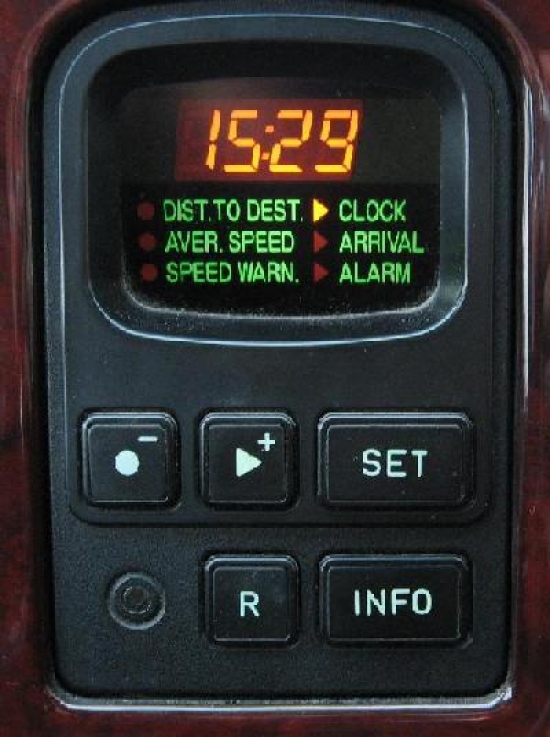 15:29
DIST.TO DEST. CLOCK
AVER. SPEED ARRIVAL
SPEED WARN. ALARM
- + SET
R INFO